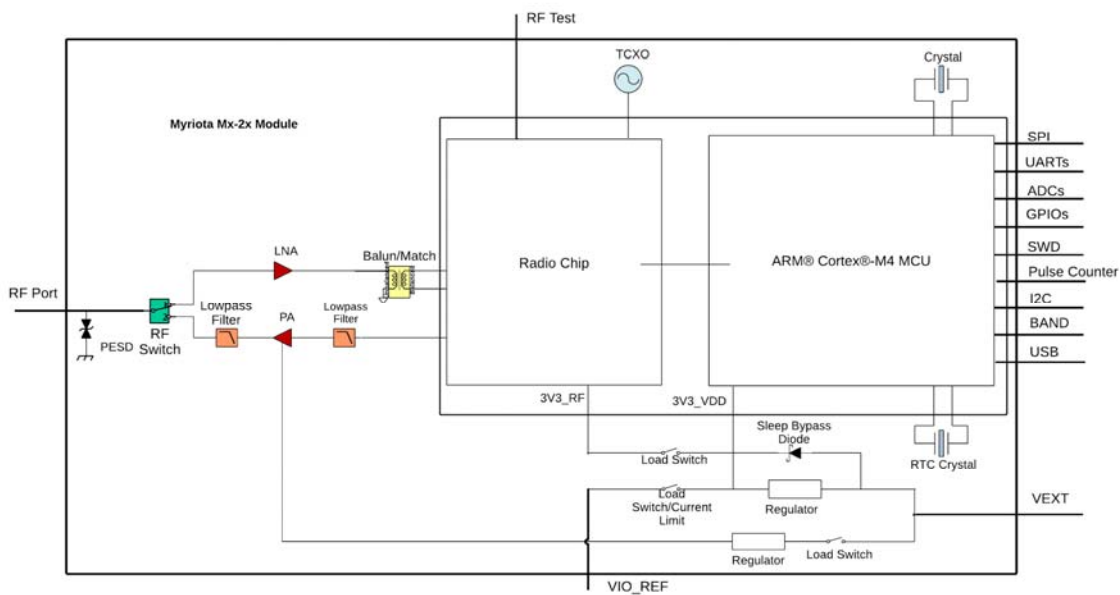 RF Test
TCXO
Crystal
Myriota Mx-2x Module
SPI
UARTs
ADCs
GPIOs
SWD
Pulse Counter
I2C
BAND
USB
LNA
Balun/Match
Radio Chip
ARM® Cortex®-M4 MCU
RF Port
PESD
RF
Switch
Lowpass
Filter
PA
Lowpass
Filter
3V3_RF
3V3_VDD
Sleep Bypass
Diode
Load Switch
RTC Crystal
Load
Switch/Current
Limit
Regulator
VEXT
Regulator
Load Switch
VIO_REF